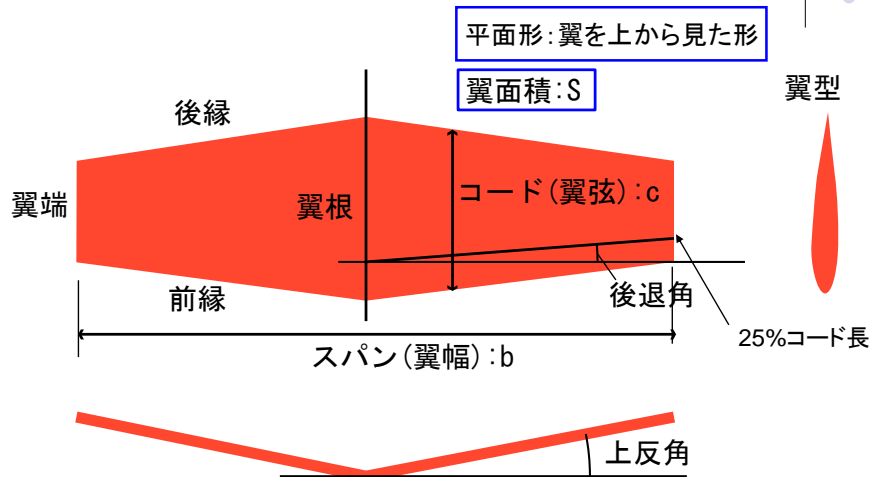 平面形:翼を上から見た形
翼面積:S
翼型
後縁
翼端
翼根
コード(翼弦):c
前縁
後退角
25%コード長
スパン(翼幅):b
上反角